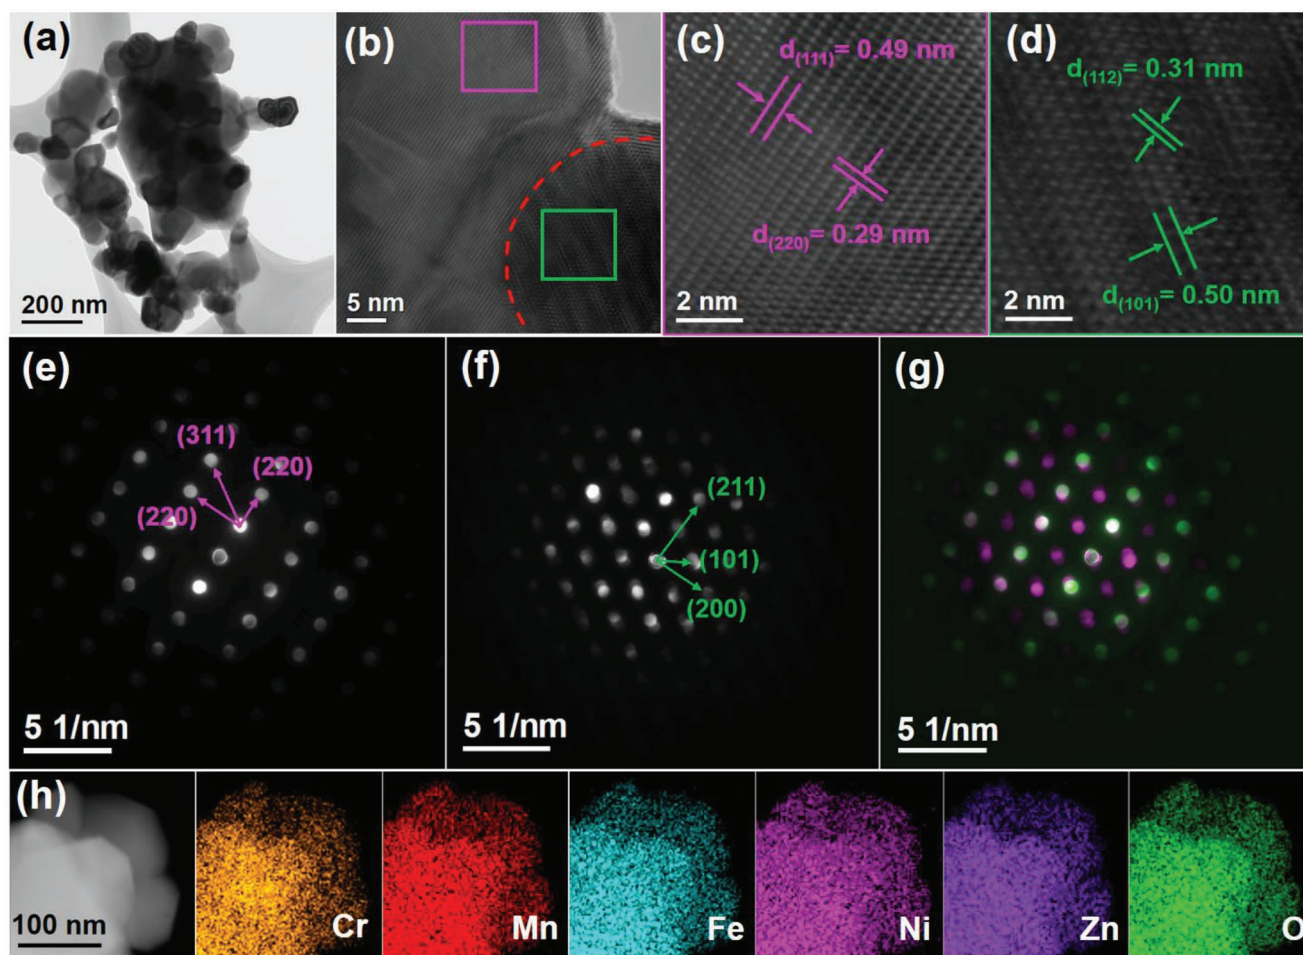 (a)
200 nm
(b)
5 nm
(c)
d(111)= 0.49 nm
d(220)= 0.29 nm
2 nm
(d)
d(112)= 0.31 nm
d(101)= 0.50 nm
2 nm
(e)
(311)
(220)
(220)
5 1/nm
(f)
(211)
(101)
(200)
5 1/nm
(g)
5 1/nm
(h)
100 nm
Cr
Mn
Fe
Ni
Zn
O